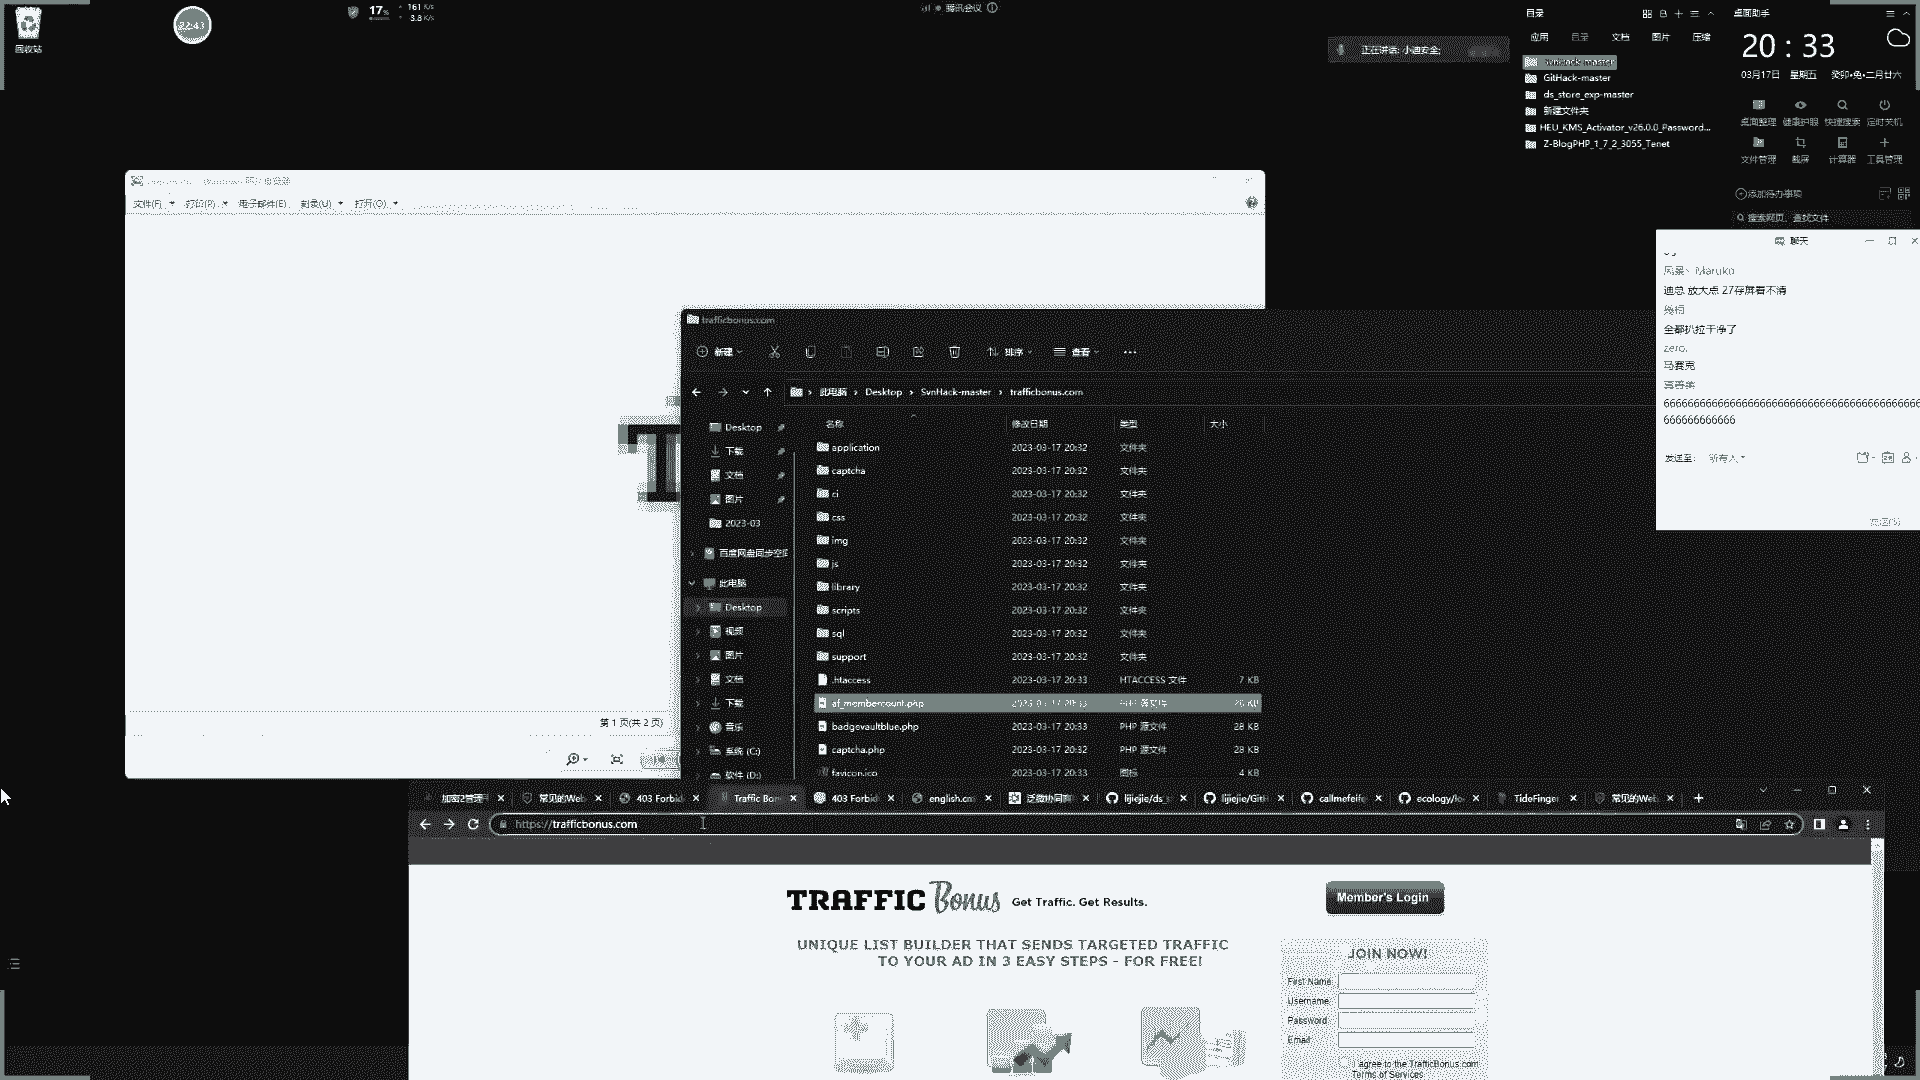 回收站
22:43
17%
161 K/s
3.8 K/s
腾讯会议
正在讲话: 小迪安全;
目录
应用 目录 文档 图片 压缩
SvnHack-master
GitHack-master
ds_store_exp-master
新建文件夹
HEU_KMS_Activator_v26.0.0_Password...
Z-BlogPHP_1_7_2_3055_Tenet
桌面助手
20 : 33
03月17日 星期五 癸卯•兔•二月廿六
桌面整理 健康护眼 快捷搜索 定时关机
文件管理 截屏 计算器 工具管理
添加待办事项
搜索网页、查找文件
文件(F) 打印(P) 电子邮件(E) 刻录(U) 打开(O)
第 1 页(共 2 页)
聊天
风景、Maruko
迪总 放大点 27存屏看不清
全都扒拉干净了
zero.
马赛克
666666666666666666666666666666666666666666
666666666666
发送至: 所有人
发送(S)
trafficbonus.com
新建 排序 查看
此电脑 Desktop SvnHack-master trafficbonus.com
名称 修改日期 类型 大小
Desktop
下载
文档
图片
2023-03
百度网盘同步空间
此电脑
Desktop
视频
图片
文档
下载
音乐
系统 (C:)
软件 (D:)
application 2023-03-17 20:32 文件夹
captcha 2023-03-17 20:32 文件夹
ci 2023-03-17 20:32 文件夹
css 2023-03-17 20:32 文件夹
img 2023-03-17 20:32 文件夹
js 2023-03-17 20:32 文件夹
library 2023-03-17 20:32 文件夹
scripts 2023-03-17 20:32 文件夹
sql 2023-03-17 20:32 文件夹
support 2023-03-17 20:32 文件夹
.htaccess 2023-03-17 20:33 HTACCESS 文件 7 KB
af_membercount.php 2023-03-17 20:33 PHP 源文件 26 KB
badgevaultblue.php 2023-03-17 20:33 PHP 源文件 28 KB
captcha.php 2023-03-17 20:32 PHP 源文件 28 KB
favicon.ico 2023-03-17 20:33 图标 4 KB
加密2管理 常见的Web 403 Forbid Traffic Bon 403 Forbid english.cm 泛微协同 lijiejie/ds_ lijiejie/Git callmefeife ecology/lo TideFinger 常见的Web
https://trafficbonus.com
TRAFFIC Bonus Get Traffic. Get Results.
Member's Login
UNIQUE LIST BUILDER THAT SENDS TARGETED TRAFFIC
TO YOUR AD IN 3 EASY STEPS - FOR FREE!
JOIN NOW!
First Name
Username
Password
Email
I agree to the TrafficBonus.com
Terms of Services